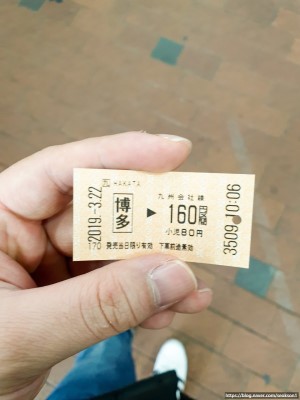 2019.-3.22
HAKATA
博多
▶
九州会社線
160円区間
小児80円
170 発売当日限り有効 下車前途無効
3509 10:06
https://blog.naver.com/